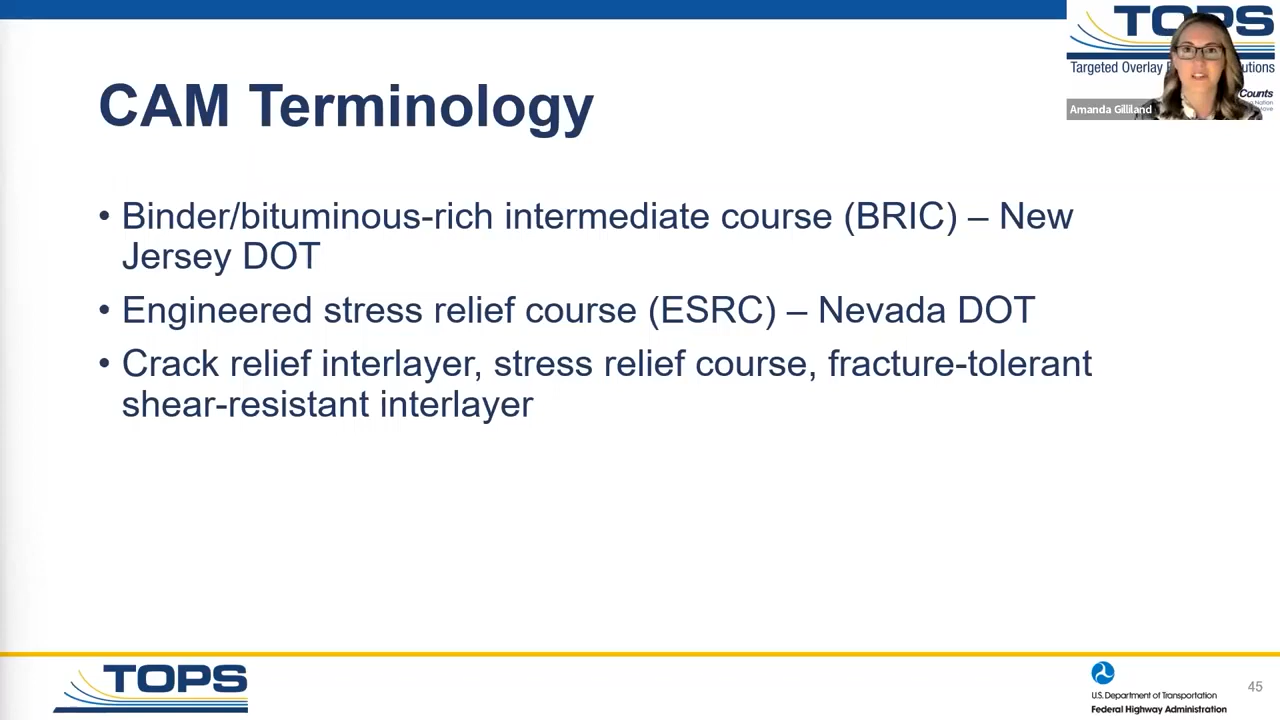 TOPS
Targeted Overlay
utions
Counts
Amanda Gilliland
CAM Terminology
• Binder/bituminous-rich intermediate course (BRIC) – New
Jersey DOT
• Engineered stress relief course (ESRC) – Nevada DOT
• Crack relief interlayer, stress relief course, fracture-tolerant
shear-resistant interlayer
TOPS
U.S. Department of Transportation
Federal Highway Administration
45